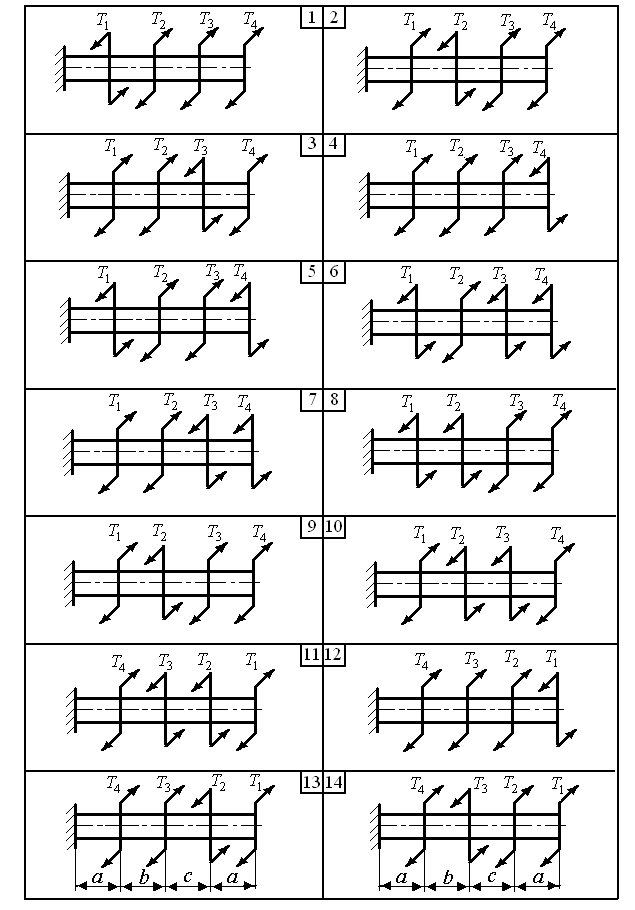 1 2
T1 T2 T3 T4 T1 T2 T3 T4
3 4
T1 T2 T3 T4 T1 T2 T3 T4
5 6
T1 T2 T3 T4 T1 T2 T3 T4
7 8
T1 T2 T3 T4 T1 T2 T3 T4
9 10
T1 T2 T3 T4 T1 T2 T3 T4
11 12
T4 T3 T2 T1 T4 T3 T2 T1
13 14
T4 T3 T2 T1 T4 T3 T2 T1
a b c a a b c a